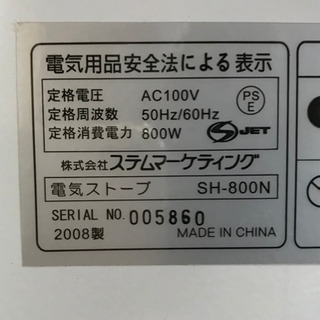 電気用品安全法による表示
定格電圧 AC100V
定格周波数 50Hz/60Hz
定格消費電力 800W
PS
E
JET
株式会社ステムマーケティング
電気ストーブ SH-800N
SERIAL NO. 005860
2008製 MADE IN CHINA